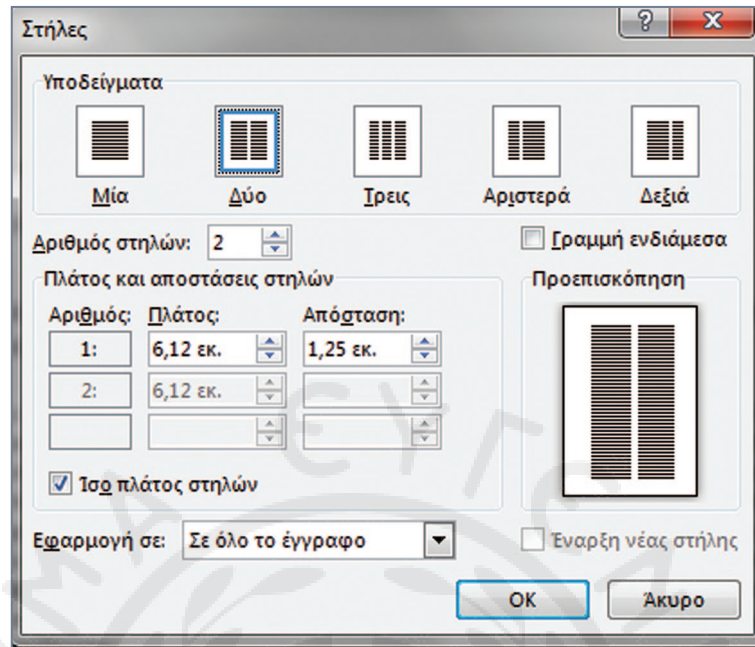 Στήλες
Υποδείγματα
Μία Δύο Τρεις Αριστερά Δεξιά
Αριθμός στηλών: 2 Γραμμή ενδιάμεσα
Πλάτος και αποστάσεις στηλών Προεπισκόπηση
Αριθμός: Πλάτος: Απόσταση:
1: 6,12 εκ. 1,25 εκ.
2: 6,12 εκ.
Ίσο πλάτος στηλών
Εφαρμογή σε: Σε όλο το έγγραφο Έναρξη νέας στήλης
OK Άκυρο